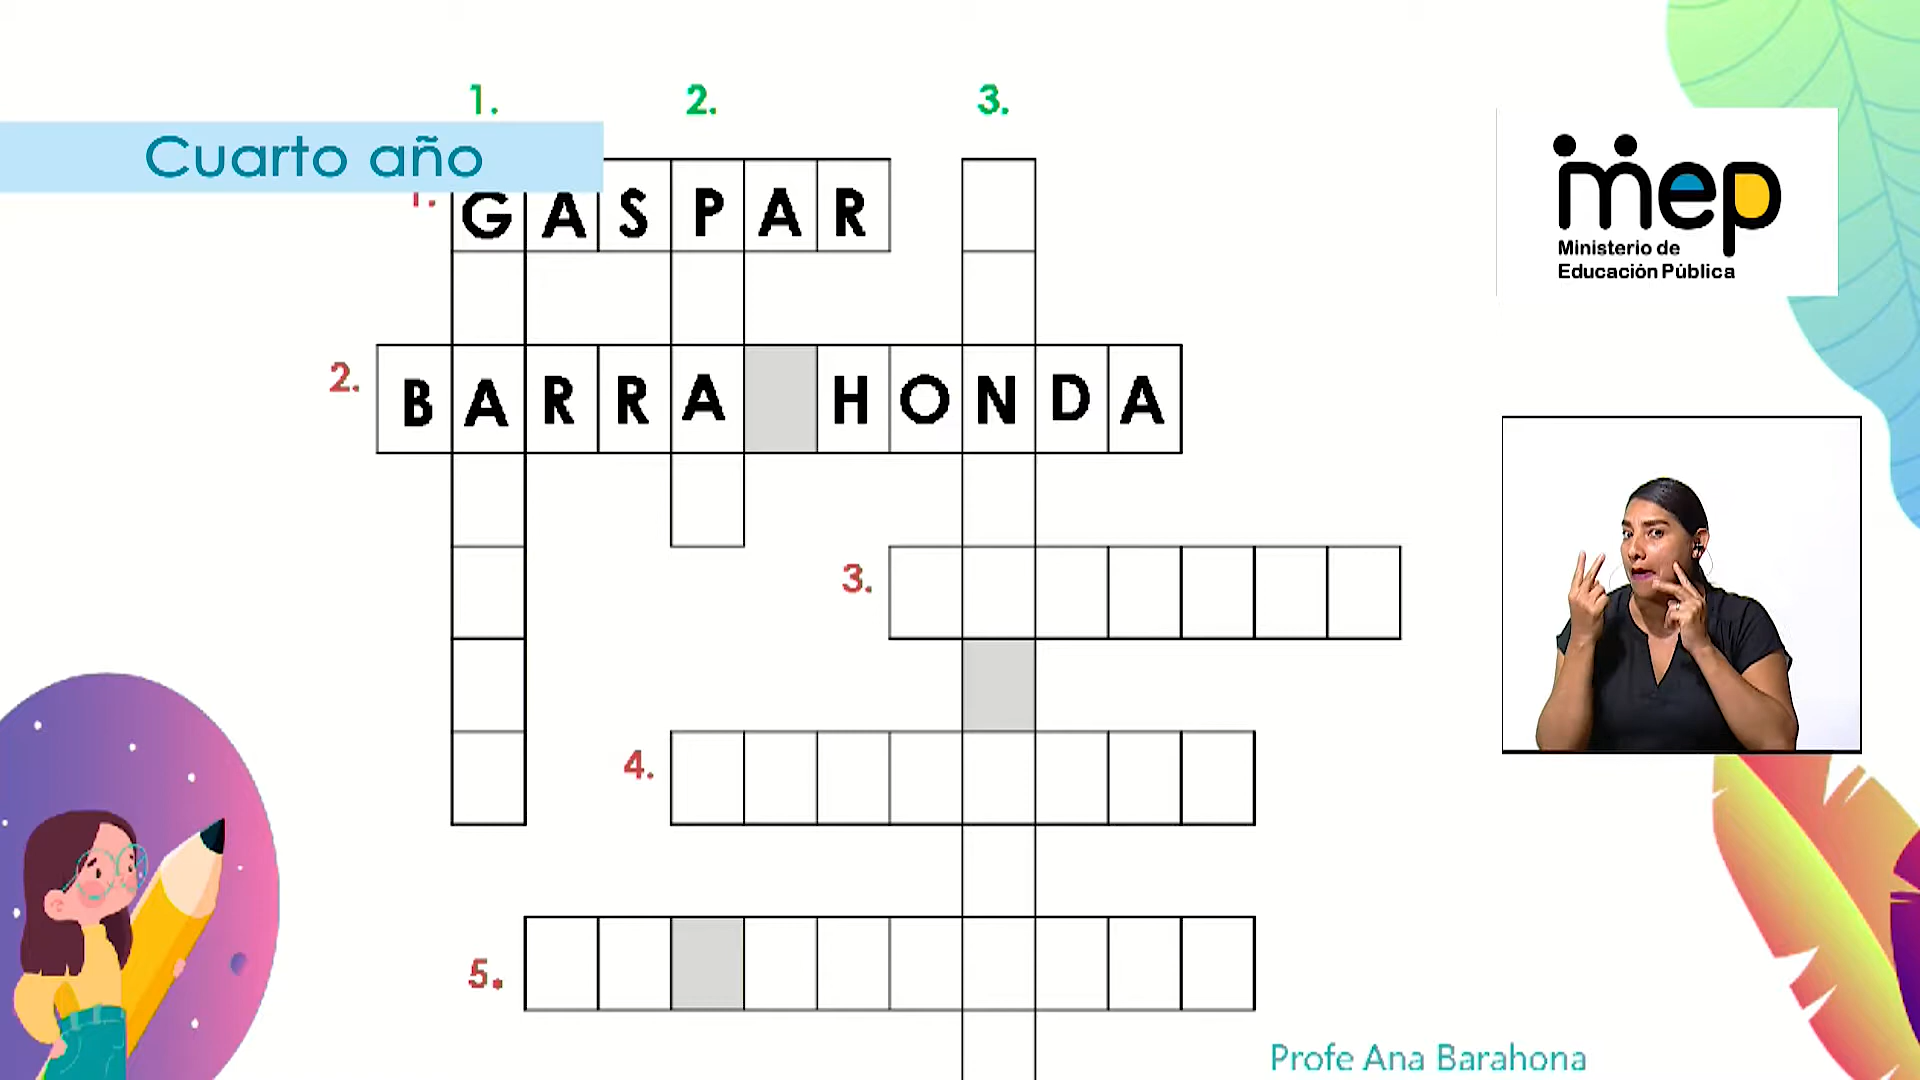 1. 2. 3.
Cuarto año
1. GASPAR
mep
Ministerio de
Educación Pública
2. BARRA HONDA
3.
4.
5.
Profe Ana Barahona